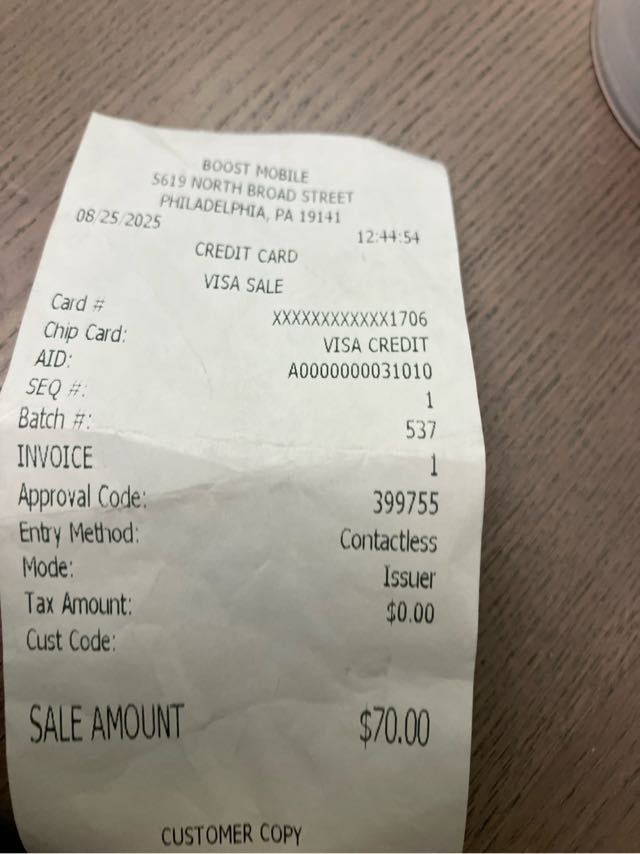 BOOST MOBILE
5619 NORTH BROAD STREET
PHILADELPHIA, PA 19141
08/25/2025 12:44:54
CREDIT CARD
VISA SALE
Card # XXXXXXXXXXXX1706
Chip Card: VISA CREDIT
AID: A0000000031010
SEQ #: 1
Batch #: 537
INVOICE 1
Approval Code: 399755
Entry Method: Contactless
Mode: Issuer
Tax Amount: $0.00
Cust Code:
SALE AMOUNT $70.00
CUSTOMER COPY